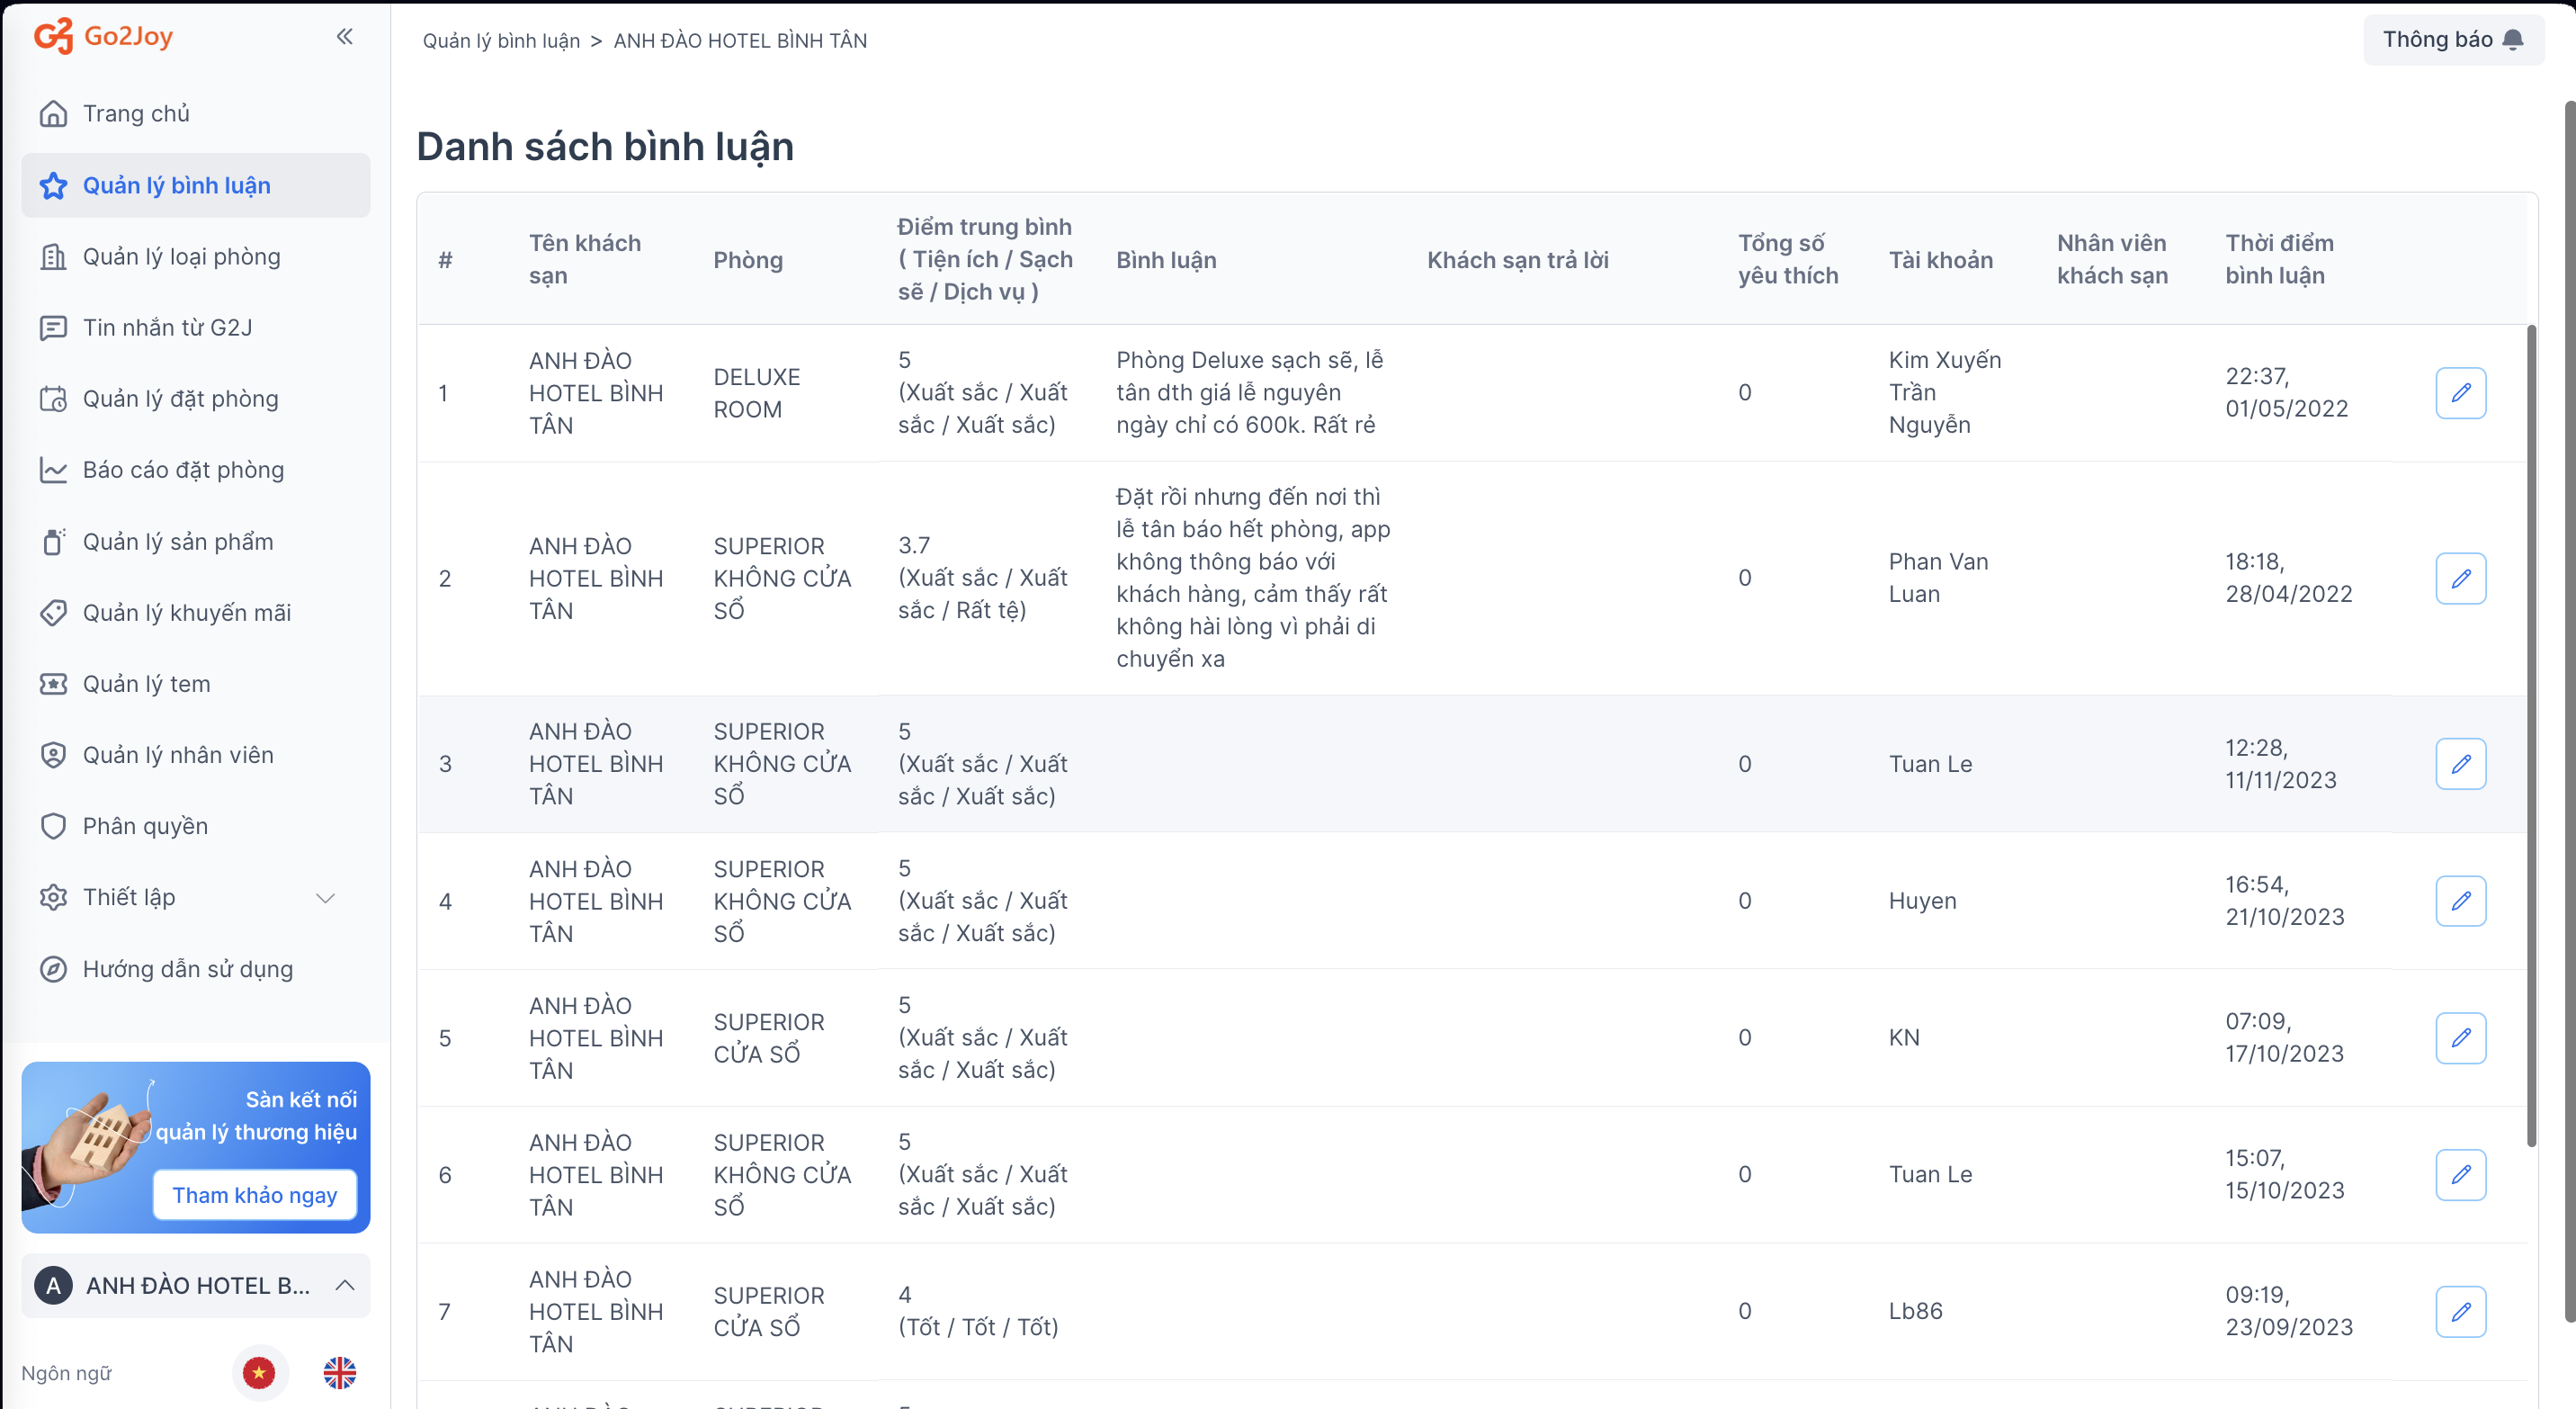 Go2Joy
Quản lý bình luận > ANH ĐÀO HOTEL BÌNH TÂN
Thông báo
Trang chủ
Quản lý bình luận
Quản lý loại phòng
Tin nhắn từ G2J
Quản lý đặt phòng
Báo cáo đặt phòng
Quản lý sản phẩm
Quản lý khuyến mãi
Quản lý tem
Quản lý nhân viên
Phân quyền
Thiết lập
Hướng dẫn sử dụng
Sàn kết nối
quản lý thương hiệu
Tham khảo ngay
A ANH ĐÀO HOTEL B...
Ngôn ngữ
Danh sách bình luận
#
Tên khách
sạn
Phòng
Điểm trung bình
( Tiện ích / Sạch
sẽ / Dịch vụ )
Bình luận
Khách sạn trả lời
Tổng số
yêu thích
Tài khoản
Nhân viên
khách sạn
Thời điểm
bình luận
1
ANH ĐÀO
HOTEL BÌNH
TÂN
DELUXE
ROOM
5
(Xuất sắc / Xuất
sắc / Xuất sắc)
Phòng Deluxe sạch sẽ, lễ
tân dth giá lễ nguyên
ngày chỉ có 600k. Rất rẻ
0
Kim Xuyến
Trần
Nguyễn
22:37,
01/05/2022
2
ANH ĐÀO
HOTEL BÌNH
TÂN
SUPERIOR
KHÔNG CỬA
SỔ
3.7
(Xuất sắc / Xuất
sắc / Rất tệ)
Đặt rồi nhưng đến nơi thì
lễ tân báo hết phòng, app
không thông báo với
khách hàng, cảm thấy rất
không hài lòng vì phải di
chuyển xa
0
Phan Van
Luan
18:18,
28/04/2022
3
ANH ĐÀO
HOTEL BÌNH
TÂN
SUPERIOR
KHÔNG CỬA
SỔ
5
(Xuất sắc / Xuất
sắc / Xuất sắc)
0
Tuan Le
12:28,
11/11/2023
4
ANH ĐÀO
HOTEL BÌNH
TÂN
SUPERIOR
KHÔNG CỬA
SỔ
5
(Xuất sắc / Xuất
sắc / Xuất sắc)
0
Huyen
16:54,
21/10/2023
5
ANH ĐÀO
HOTEL BÌNH
TÂN
SUPERIOR
CỬA SỔ
5
(Xuất sắc / Xuất
sắc / Xuất sắc)
0
KN
07:09,
17/10/2023
6
ANH ĐÀO
HOTEL BÌNH
TÂN
SUPERIOR
KHÔNG CỬA
SỔ
5
(Xuất sắc / Xuất
sắc / Xuất sắc)
0
Tuan Le
15:07,
15/10/2023
7
ANH ĐÀO
HOTEL BÌNH
TÂN
SUPERIOR
CỬA SỔ
4
(Tốt / Tốt / Tốt)
0
Lb86
09:19,
23/09/2023